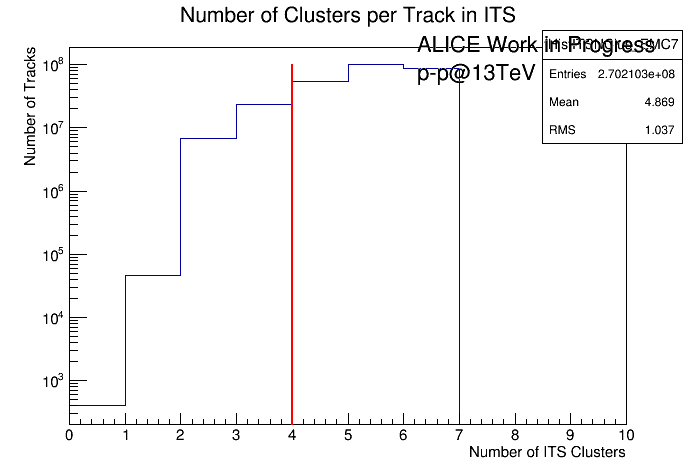 Number of Clusters per Track in ITS
ALICE Work in Progress
p-p@13TeV
Entries 2.702103e+08
Mean 4.869
RMS 1.037
Number of Tracks
10^8
10^7
10^6
10^5
10^4
10^3
0 1 2 3 4 5 6 7 8 9 10
Number of ITS Clusters